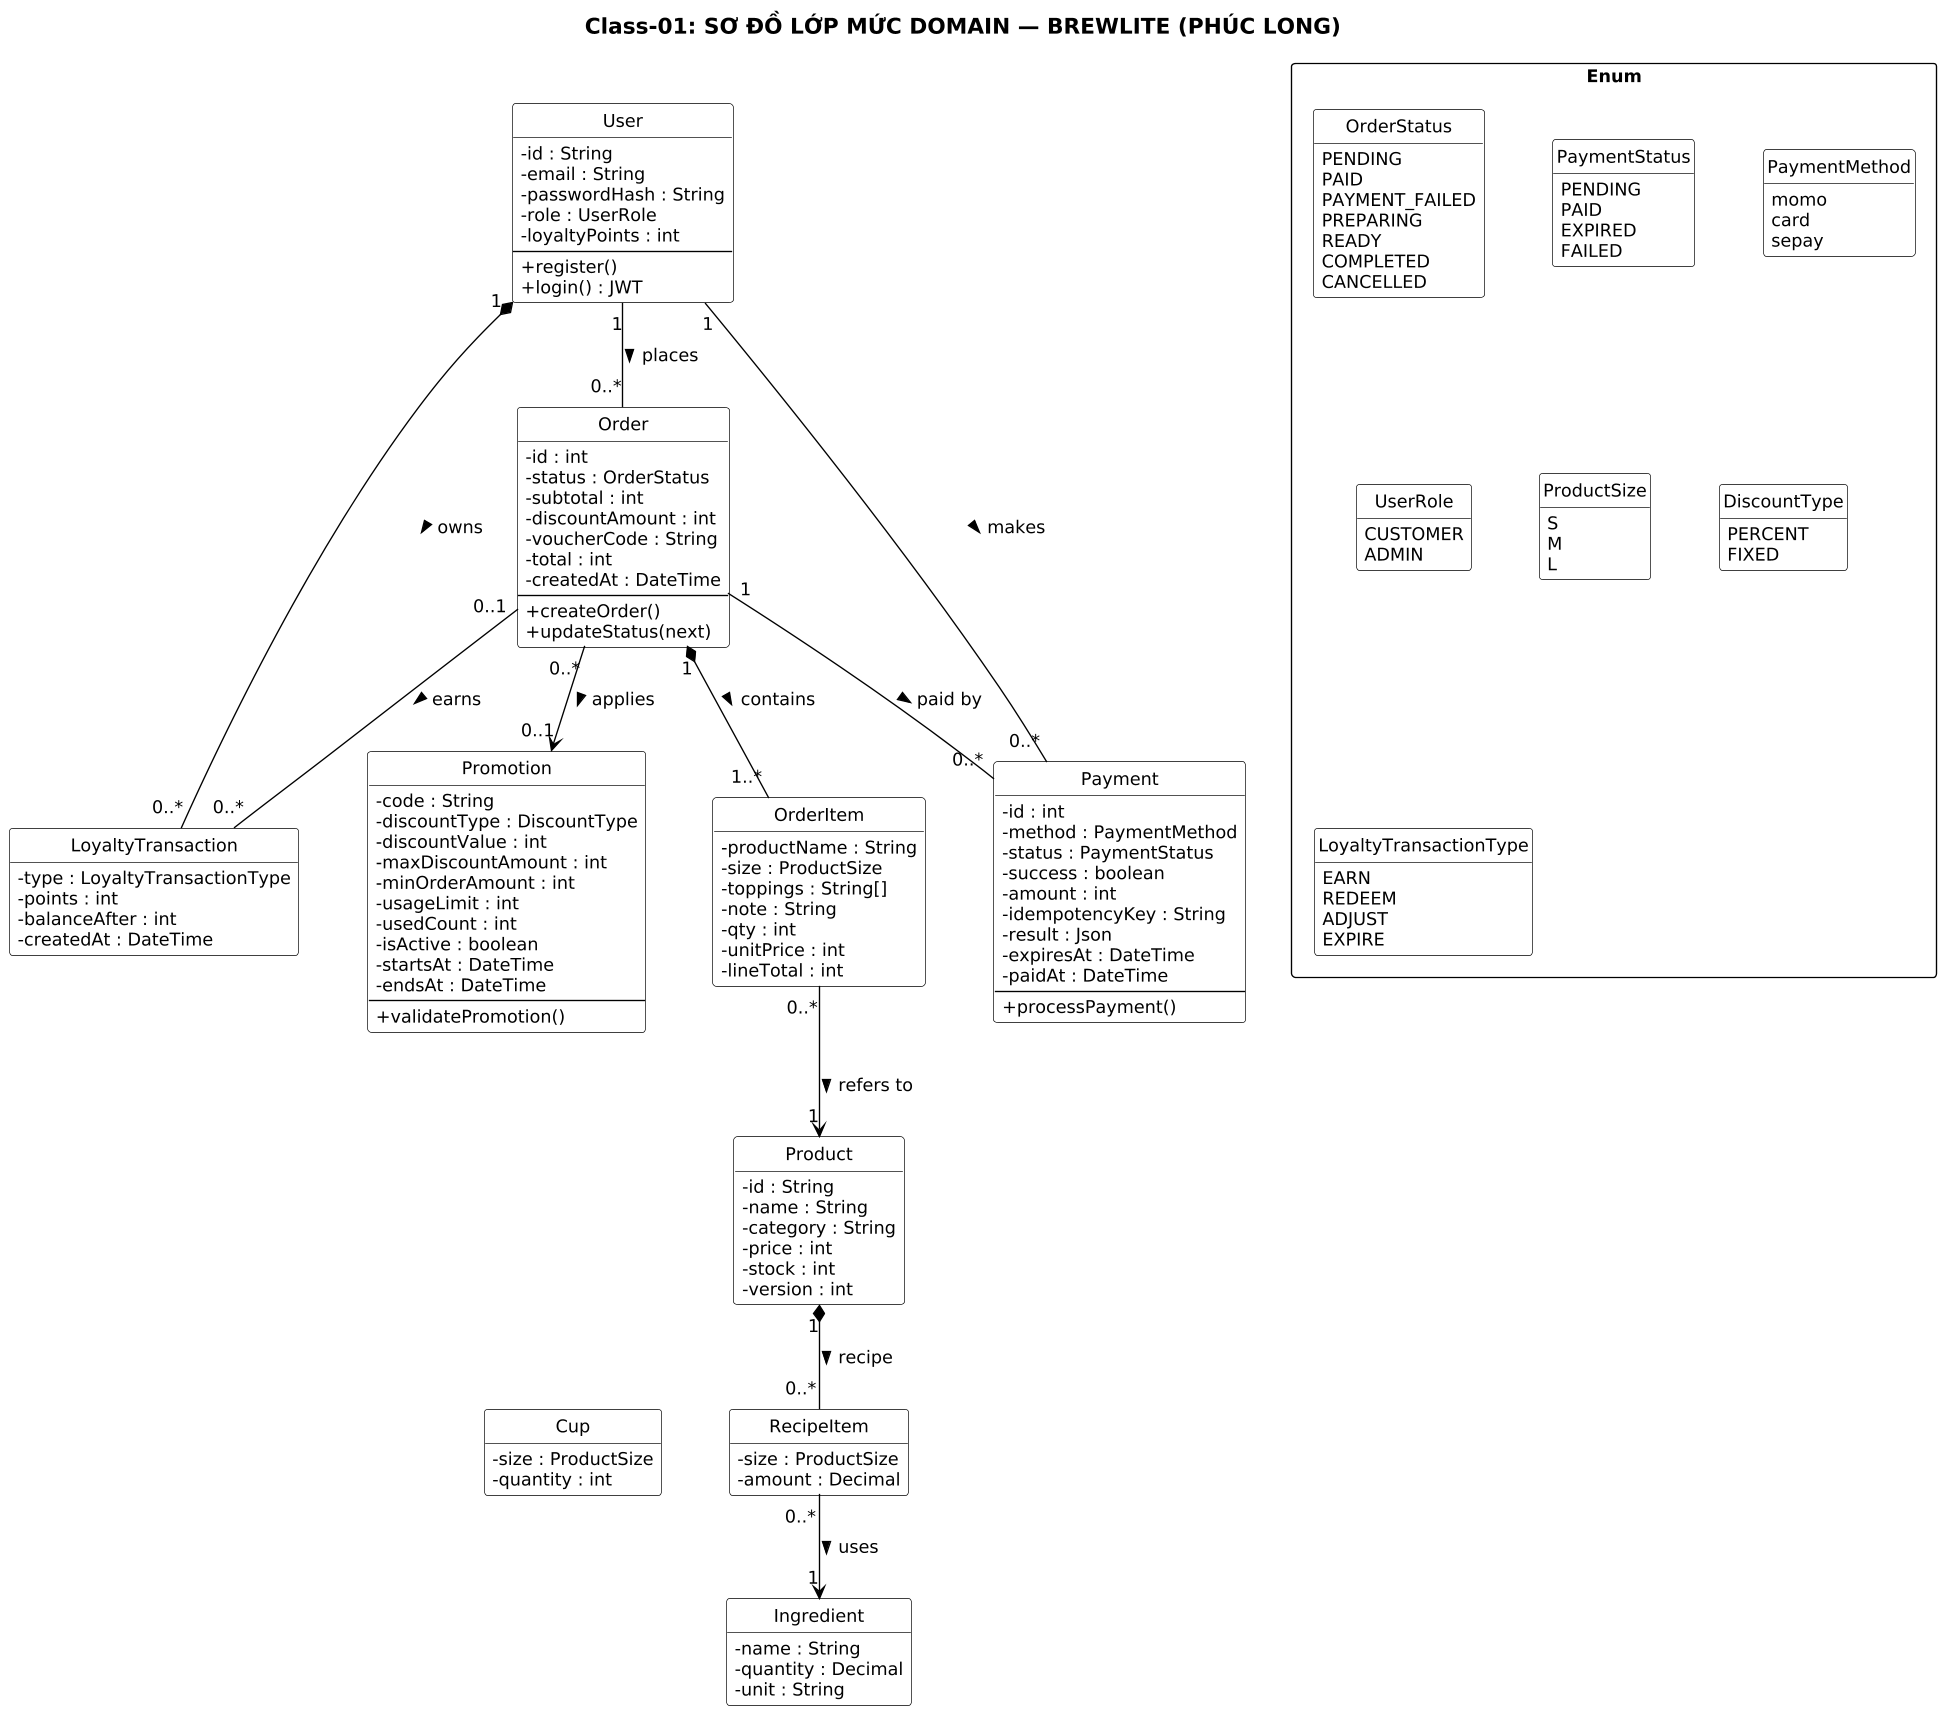 Class-01: SƠ ĐỒ LỚP MỨC DOMAIN — BREWLITE (PHÚC LONG)
User
-id : String
-email : String
-passwordHash : String
-role : UserRole
-loyaltyPoints : int
+register()
+login() : JWT
1
1
1
places
0..*
Order
-id : int
-status : OrderStatus
-subtotal : int
-discountAmount : int
-voucherCode : String
-total : int
-createdAt : DateTime
+createOrder()
+updateStatus(next)
owns
makes
0..1
1
0..*
1
earns
applies
contains
paid by
0..*
0..*
0..1
1..*
0..*
0..*
LoyaltyTransaction
-type : LoyaltyTransactionType
-points : int
-balanceAfter : int
-createdAt : DateTime
Promotion
-code : String
-discountType : DiscountType
-discountValue : int
-maxDiscountAmount : int
-minOrderAmount : int
-usageLimit : int
-usedCount : int
-isActive : boolean
-startsAt : DateTime
-endsAt : DateTime
+validatePromotion()
OrderItem
-productName : String
-size : ProductSize
-toppings : String[]
-note : String
-qty : int
-unitPrice : int
-lineTotal : int
Payment
-id : int
-method : PaymentMethod
-status : PaymentStatus
-success : boolean
-amount : int
-idempotencyKey : String
-result : Json
-expiresAt : DateTime
-paidAt : DateTime
+processPayment()
0..*
refers to
1
Product
-id : String
-name : String
-category : String
-price : int
-stock : int
-version : int
1
recipe
0..*
Cup
-size : ProductSize
-quantity : int
RecipeItem
-size : ProductSize
-amount : Decimal
0..*
uses
1
Ingredient
-name : String
-quantity : Decimal
-unit : String
Enum
OrderStatus
PENDING
PAID
PAYMENT_FAILED
PREPARING
READY
COMPLETED
CANCELLED
PaymentStatus
PENDING
PAID
EXPIRED
FAILED
PaymentMethod
momo
card
sepay
UserRole
CUSTOMER
ADMIN
ProductSize
S
M
L
DiscountType
PERCENT
FIXED
LoyaltyTransactionType
EARN
REDEEM
ADJUST
EXPIRE